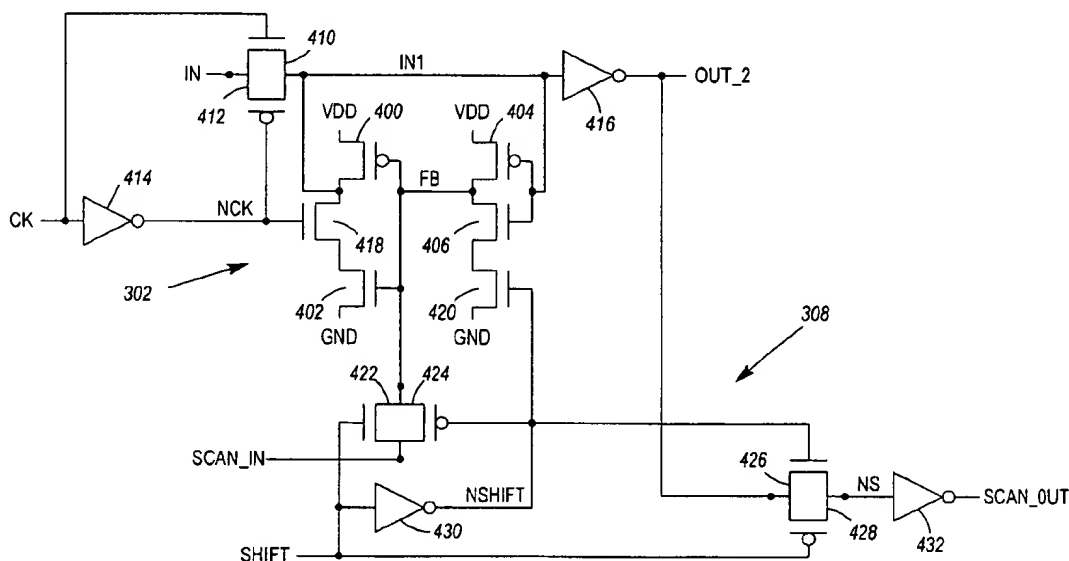 410
IN
IN1
OUT_2
412
416
VDD
400
VDD
404
414
FB
CK
NCK
418
406
302
402
420
308
GND
GND
422
424
SCAN_IN
426
NS
SCAN_OUT
NSHIFT
428
432
430
SHIFT